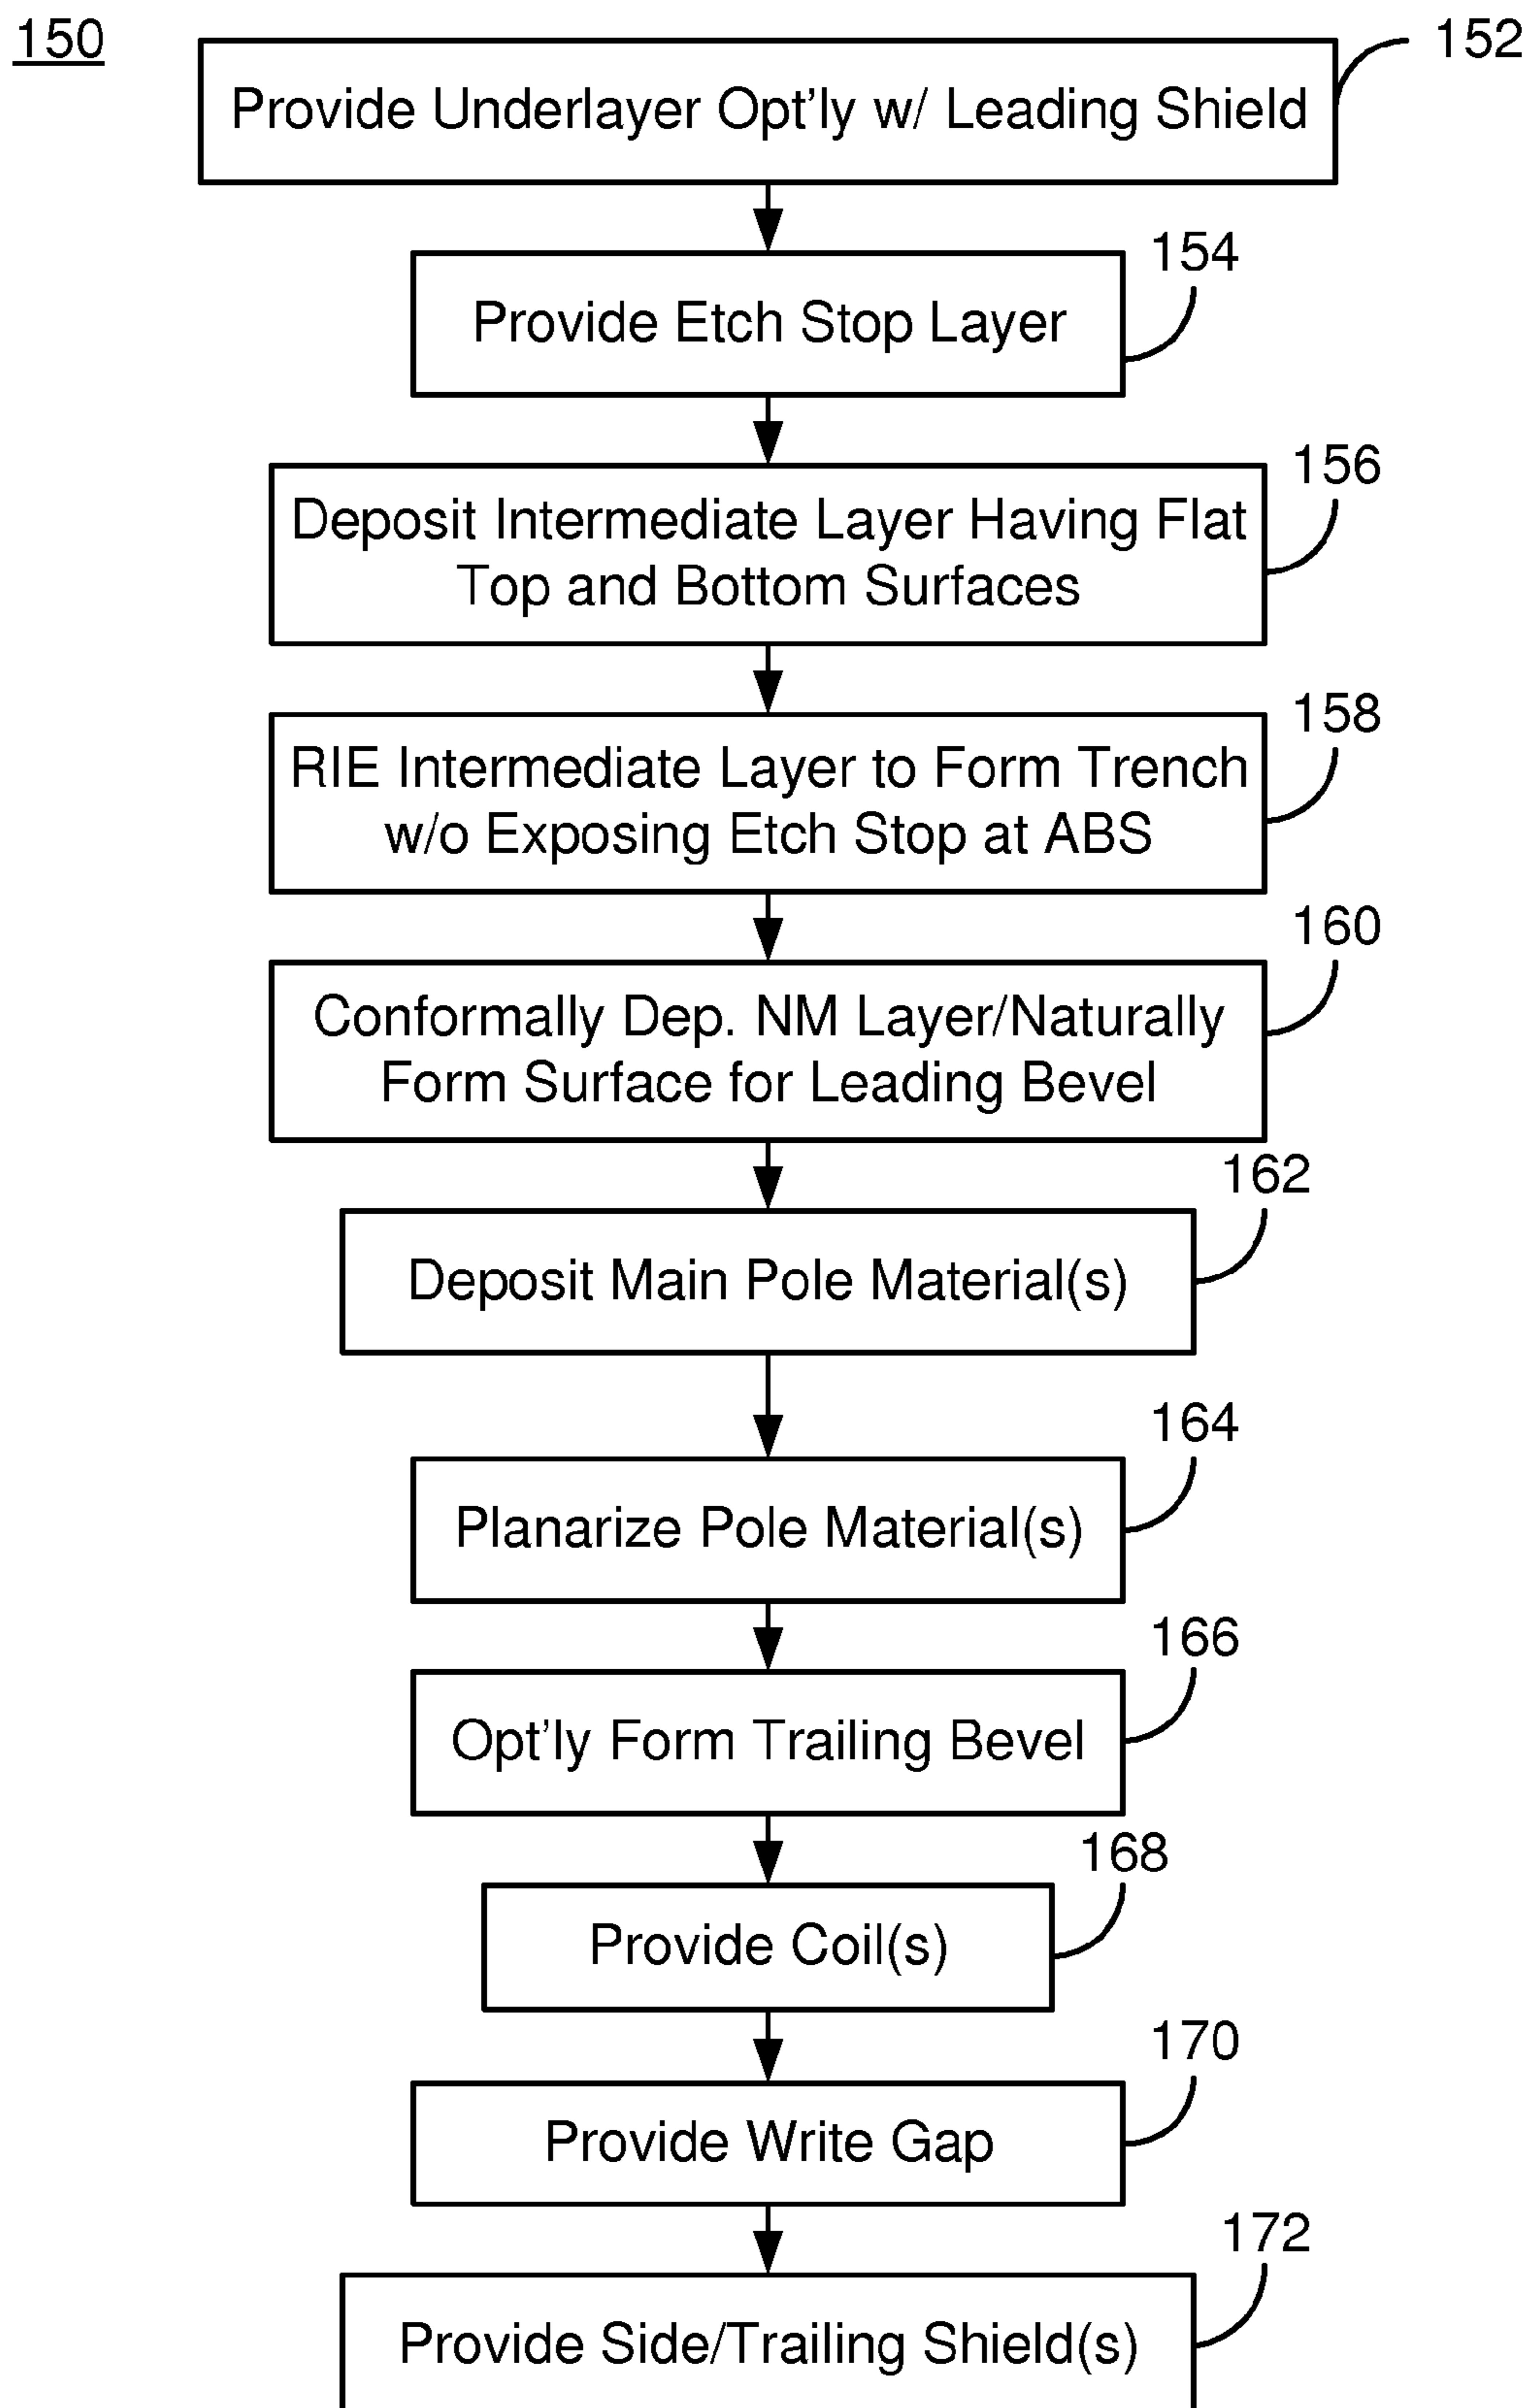 150
152
Provide Underlayer Opt'ly w/ Leading Shield
154
Provide Etch Stop Layer
156
Deposit Intermediate Layer Having Flat
Top and Bottom Surfaces
158
RIE Intermediate Layer to Form Trench
w/o Exposing Etch Stop at ABS
160
Conformally Dep. NM Layer/Naturally
Form Surface for Leading Bevel
162
Deposit Main Pole Material(s)
164
Planarize Pole Material(s)
166
Opt'ly Form Trailing Bevel
168
Provide Coil(s)
170
Provide Write Gap
172
Provide Side/Trailing Shield(s)